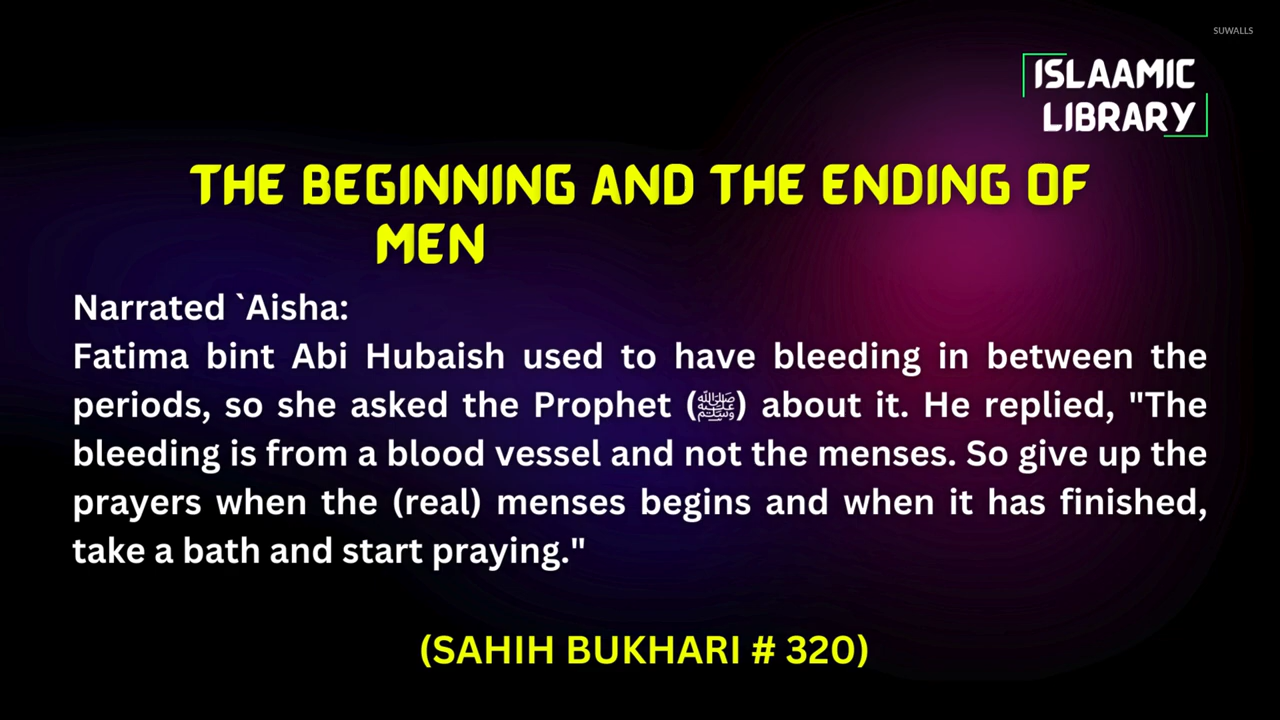 SUWALLS
ISLAAMIC
LIBRARY
THE BEGINNING AND THE ENDING OF
MEN
Narrated `Aisha:
Fatima bint Abi Hubaish used to have bleeding in between the
periods, so she asked the Prophet (ﷺ) about it. He replied, "The
bleeding is from a blood vessel and not the menses. So give up the
prayers when the (real) menses begins and when it has finished,
take a bath and start praying."
(SAHIH BUKHARI # 320)